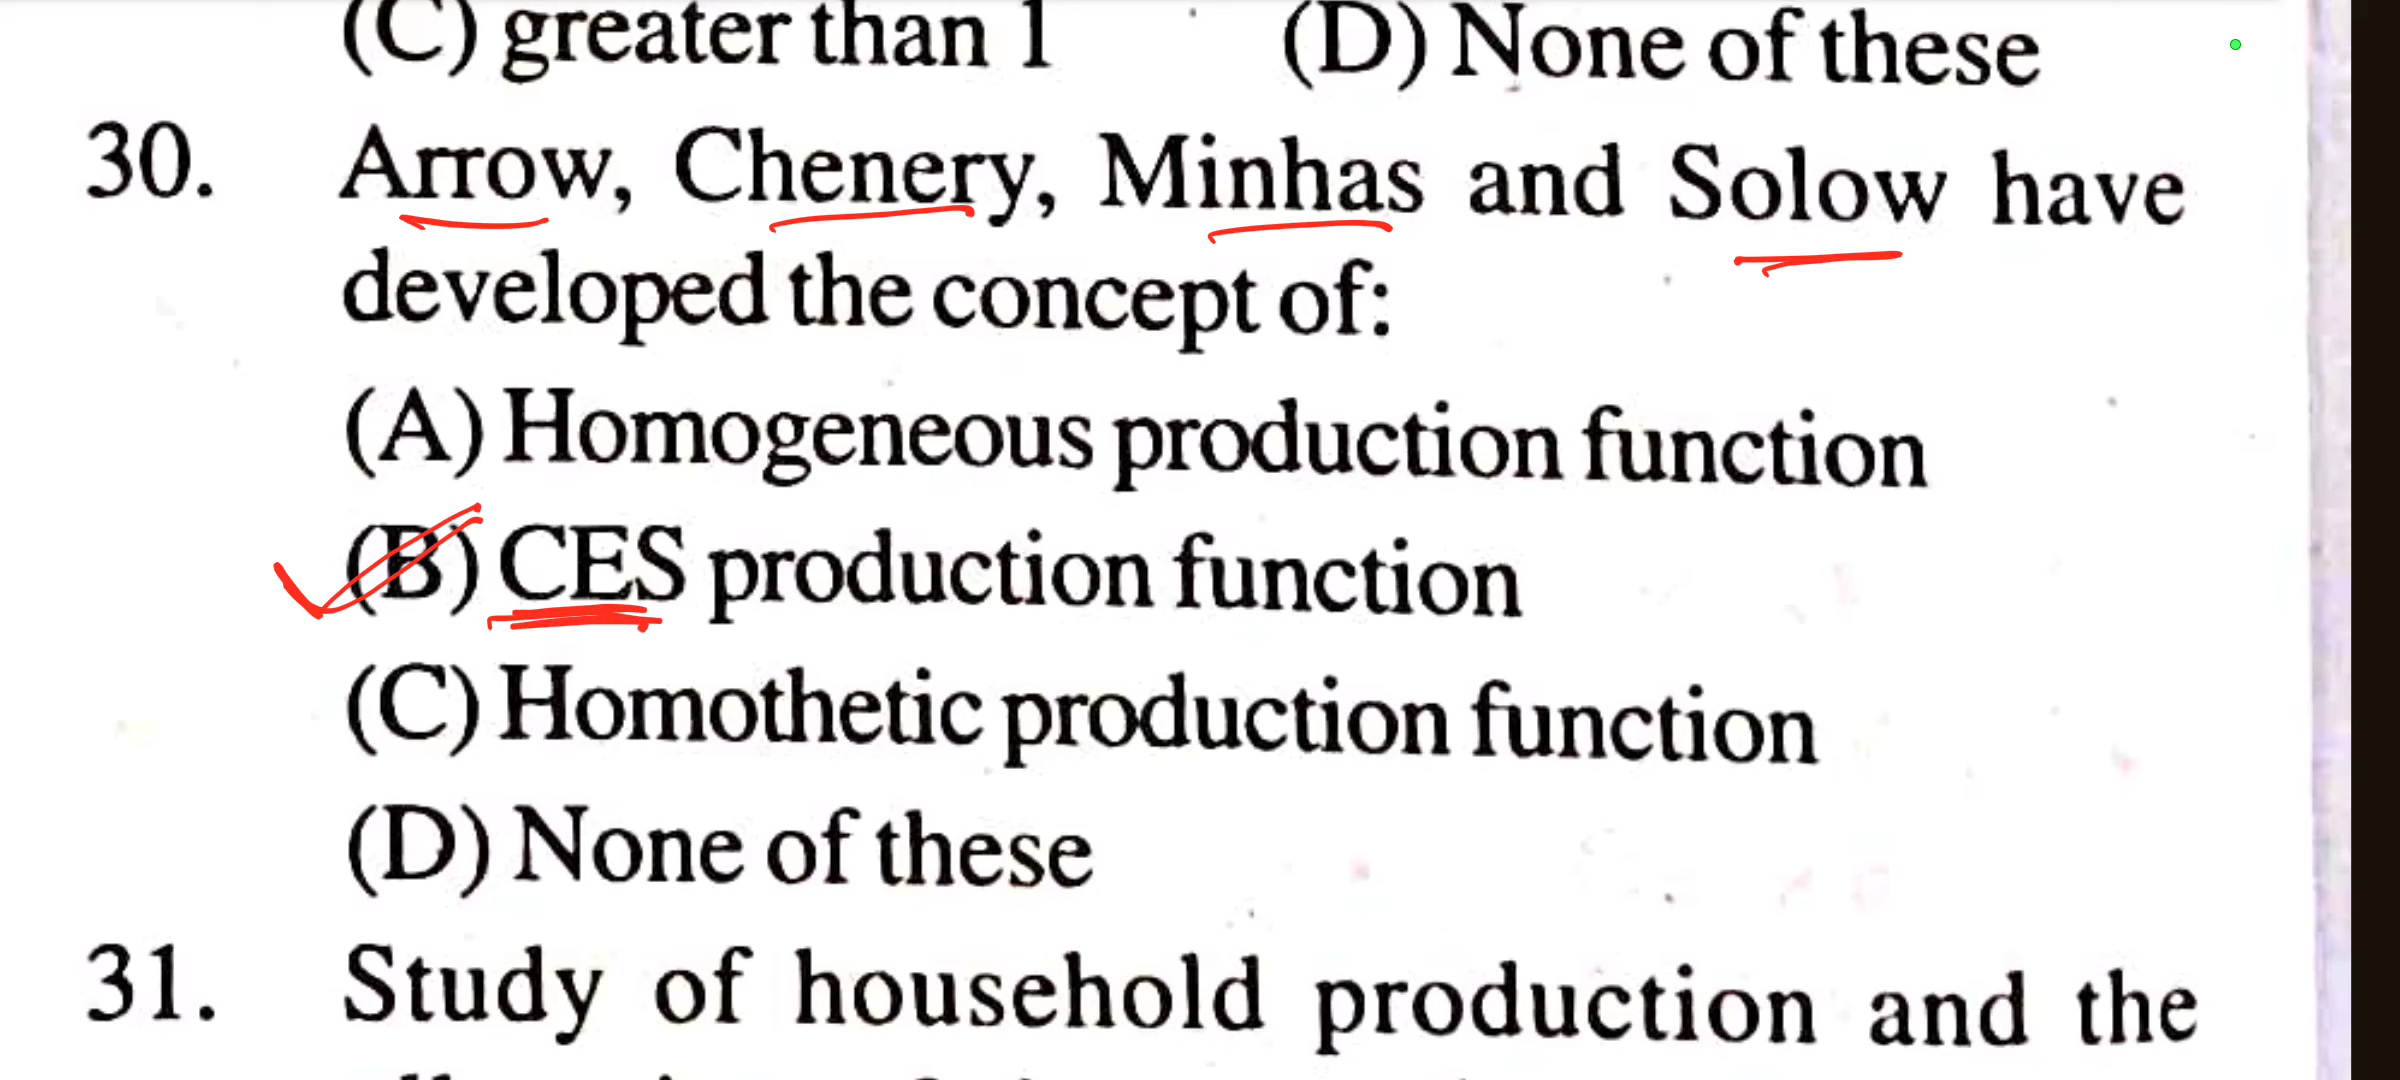 (C) greater than 1 (D) None of these
30. Arrow, Chenery, Minhas and Solow have
developed the concept of:
(A) Homogeneous production function
(B) CES production function
(C) Homothetic production function
(D) None of these
31. Study of household production and the